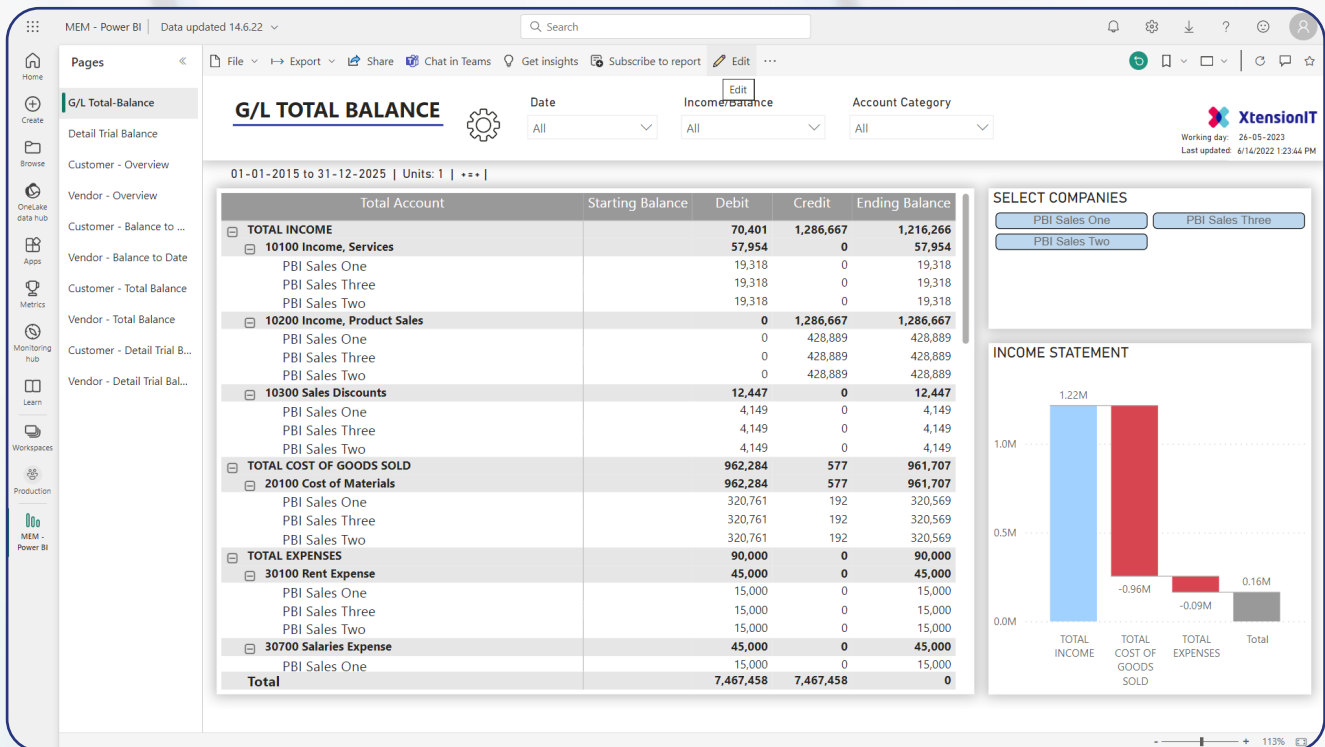 MEM - Power BI
Data updated 14.6.22
Search
Home
Create
Browse
OneLake
data hub
Apps
Metrics
Monitoring
hub
Learn
Workspaces
Production
MEM -
Power BI
Pages
G/L Total-Balance
Detail Trial Balance
Customer - Overview
Vendor - Overview
Customer - Balance to ...
Vendor - Balance to Date
Customer - Total Balance
Vendor - Total Balance
Customer - Detail Trial B...
Vendor - Detail Trial Bal...
File Export Share Chat in Teams Get insights Subscribe to report Edit ...
Edit
G/L TOTAL BALANCE
Date Income/Balance Account Category
All All All
XtensionIT
Working day: 26-05-2023
Last updated: 6/14/2022 1:23:44 PM
01-01-2015 to 31-12-2025 | Units: 1 | +=+ |
Total Account Starting Balance Debit Credit Ending Balance
TOTAL INCOME 70,401 1,286,667 1,216,266
10100 Income, Services 57,954 0 57,954
PBI Sales One 19,318 0 19,318
PBI Sales Three 19,318 0 19,318
PBI Sales Two 19,318 0 19,318
10200 Income, Product Sales 0 1,286,667 1,286,667
PBI Sales One 0 428,889 428,889
PBI Sales Three 0 428,889 428,889
PBI Sales Two 0 428,889 428,889
10300 Sales Discounts 12,447 0 12,447
PBI Sales One 4,149 0 4,149
PBI Sales Three 4,149 0 4,149
PBI Sales Two 4,149 0 4,149
TOTAL COST OF GOODS SOLD 962,284 577 961,707
20100 Cost of Materials 962,284 577 961,707
PBI Sales One 320,761 192 320,569
PBI Sales Three 320,761 192 320,569
PBI Sales Two 320,761 192 320,569
TOTAL EXPENSES 90,000 0 90,000
30100 Rent Expense 45,000 0 45,000
PBI Sales One 15,000 0 15,000
PBI Sales Three 15,000 0 15,000
PBI Sales Two 15,000 0 15,000
30700 Salaries Expense 45,000 0 45,000
PBI Sales One 15,000 0 15,000
Total 7,467,458 7,467,458 0
SELECT COMPANIES
PBI Sales One PBI Sales Three
PBI Sales Two
INCOME STATEMENT
1.22M
1.0M
0.5M
-0.96M
-0.09M
0.16M
0.0M
TOTAL
INCOME
TOTAL
COST OF
GOODS
SOLD
TOTAL
EXPENSES
Total
- + 113%